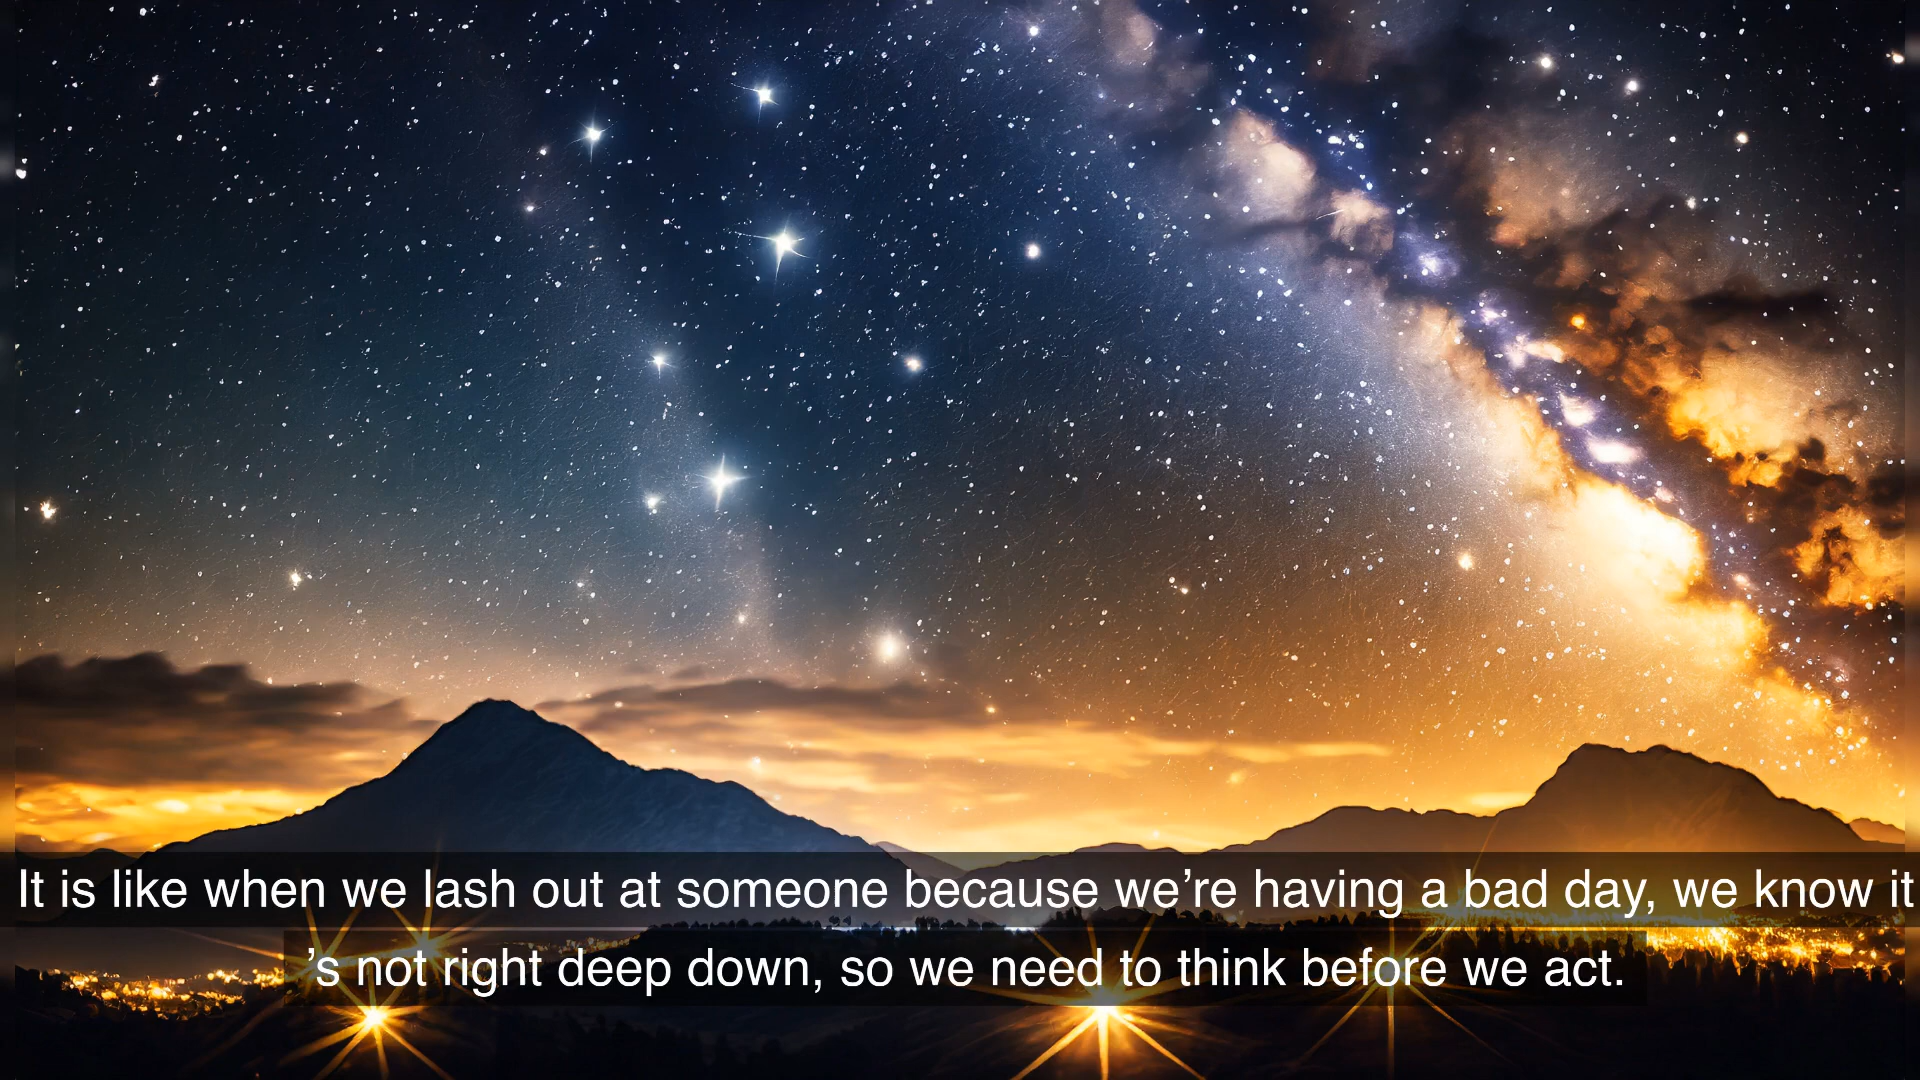 It is like when we lash out at someone because we’re having a bad day, we know it
’s not right deep down, so we need to think before we act.